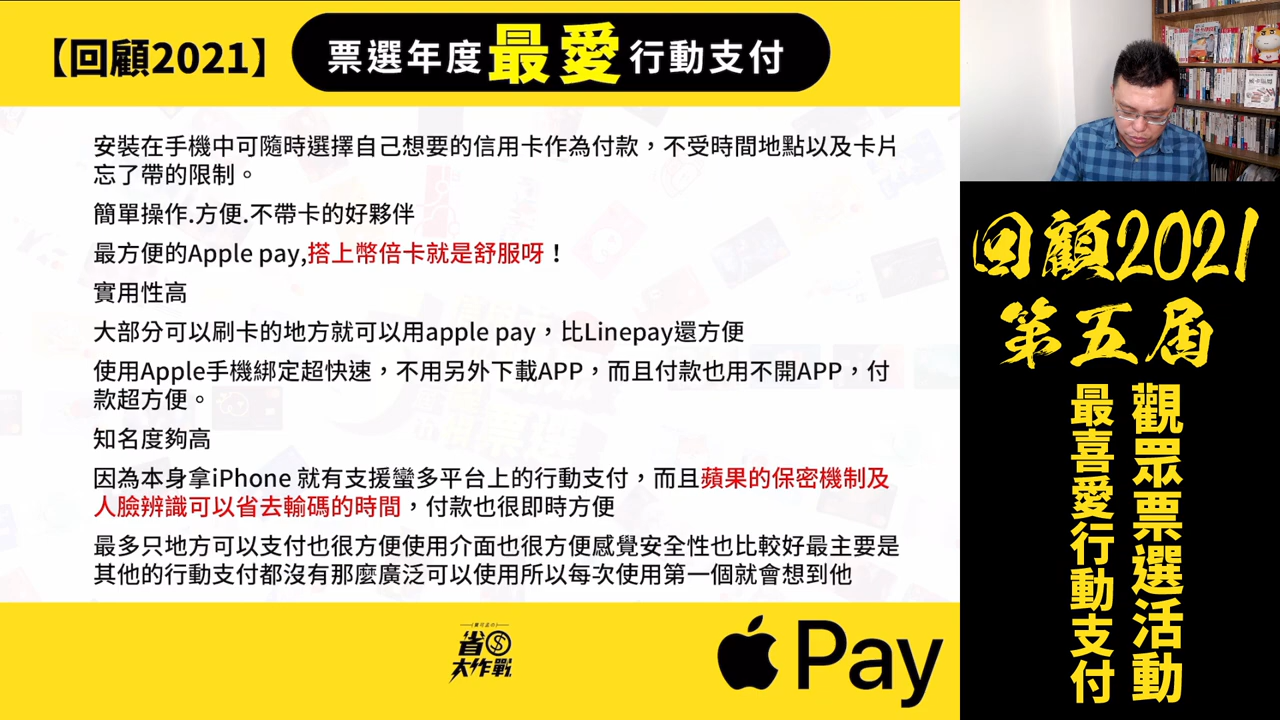 【回顧2021】
票選年度最愛行動支付
安裝在手機中可隨時選擇自己想要的信用卡作為付款，不受時間地點以及卡片
忘了帶的限制。
簡單操作.方便.不帶卡的好夥伴
最方便的Apple pay,搭上幣倍卡就是舒服呀！
實用性高
大部分可以刷卡的地方就可以用apple pay，比Linepay還方便
使用Apple手機綁定超快速，不用另外下載APP，而且付款也用不開APP，付
款超方便。
知名度夠高
因為本身拿iPhone 就有支援蠻多平台上的行動支付，而且蘋果的保密機制及
人臉辨識可以省去輸碼的時間，付款也很即時方便
最多只地方可以支付也很方便使用介面也很方便感覺安全性也比較好最主要是
其他的行動支付都沒有那麼廣泛可以使用所以每次使用第一個就會想到他
省$
大作戰
Pay
回顧2021
第五屆
觀眾票選活動
最喜愛行動支付